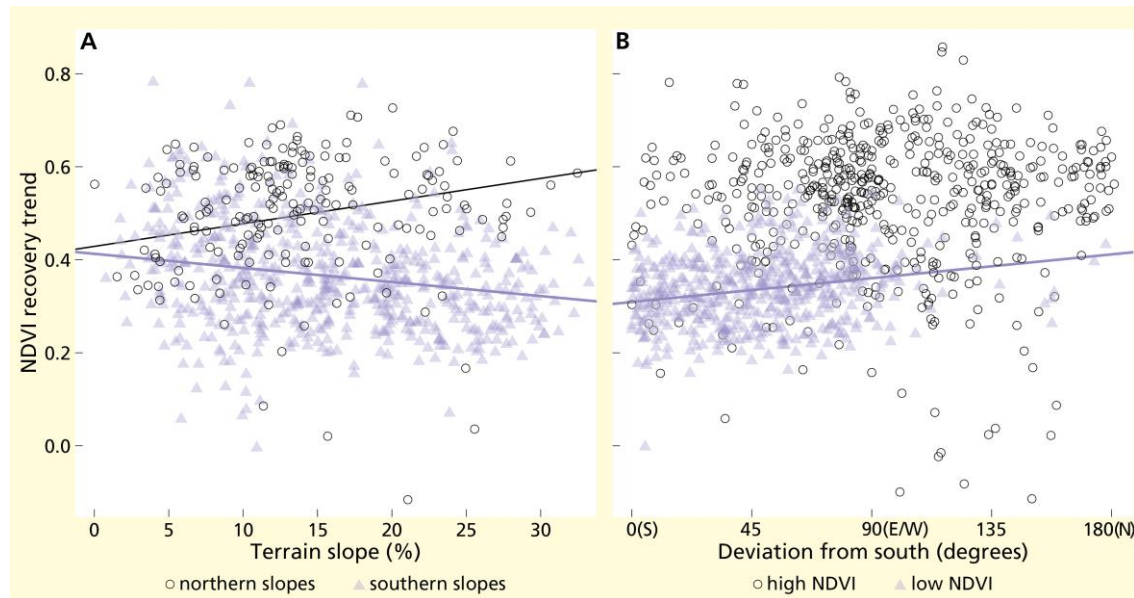 A
B
NDVI recovery trend
0.8
0.6
0.4
0.2
0.0
0 5 10 15 20 25 30
0(S) 45 90(E/W) 135 180(N)
Terrain slope (%)
Deviation from south (degrees)
northern slopes southern slopes
high NDVI low NDVI